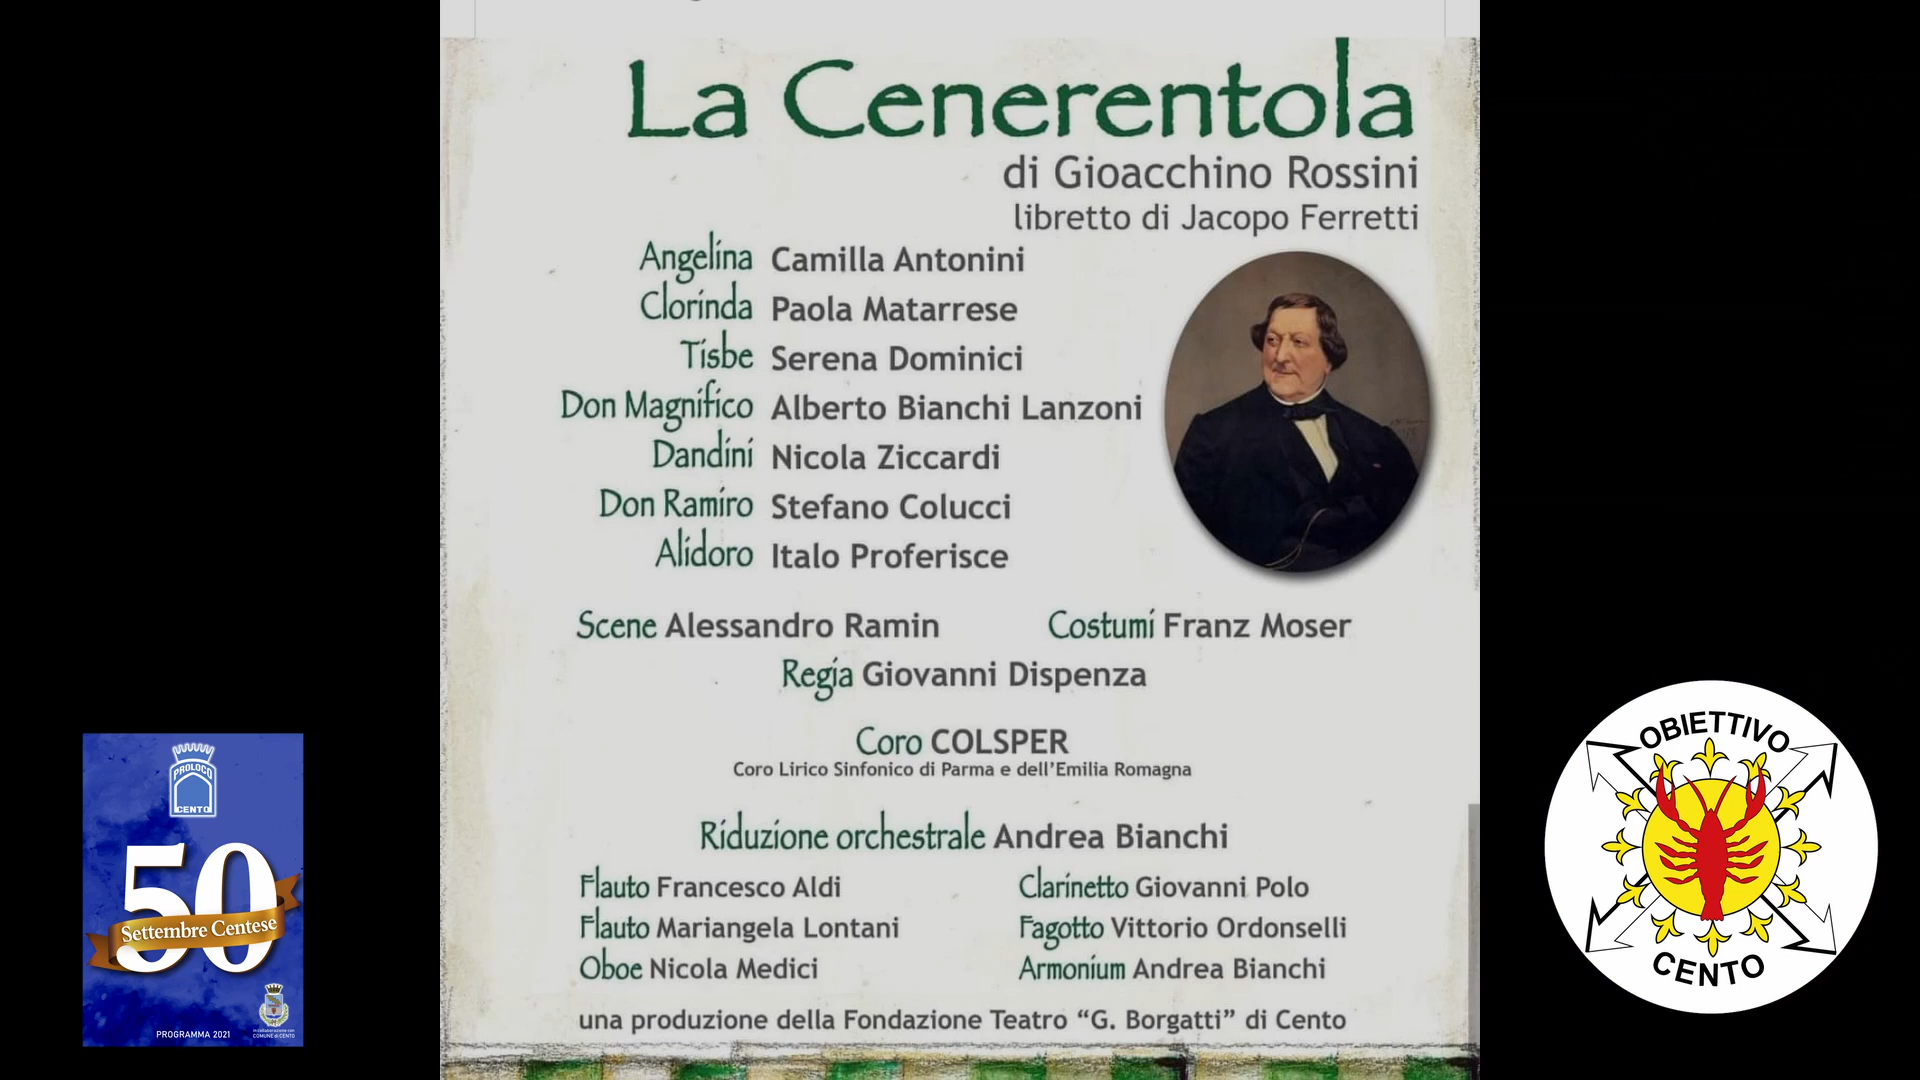 La Cenerentola
di Gioacchino Rossini
libretto di Jacopo Ferretti
Angelina Camilla Antonini
Clorinda Paola Matarrese
Tisbe Serena Dominici
Don Magnifico Alberto Bianchi Lanzoni
Dandini Nicola Ziccardi
Don Ramiro Stefano Colucci
Alidoro Italo Proferisce
Scene Alessandro Ramin Costumi Franz Moser
Regia Giovanni Dispenza
Coro COLSPER
Coro Lirico Sinfonico di Parma e dell'Emilia Romagna
Riduzione orchestrale Andrea Bianchi
Flauto Francesco Aldi Clarinetto Giovanni Polo
Flauto Mariangela Lontani Fagotto Vittorio Ordonselli
Oboe Nicola Medici Armonium Andrea Bianchi
una produzione della Fondazione Teatro “G. Borgatti” di Cento
PROLOCO
CENTO
50
Settembre Centese
PROGRAMMA 2021
COMUNE di CENTO
OBIETTIVO
CENTO